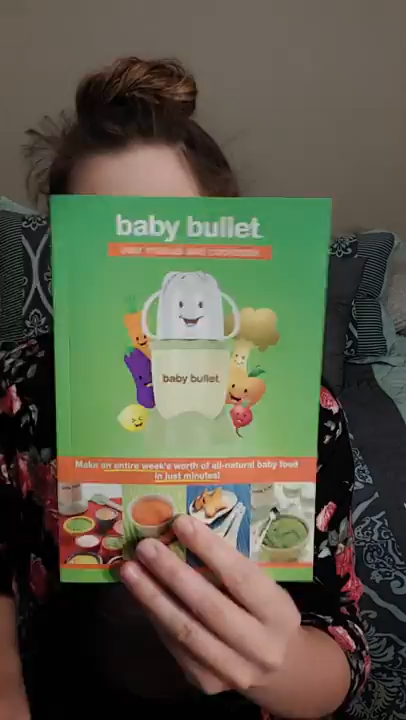 baby bullet
user manual and cookbook
baby bullet
Make an entire week's worth of all-natural baby food
in just minutes!